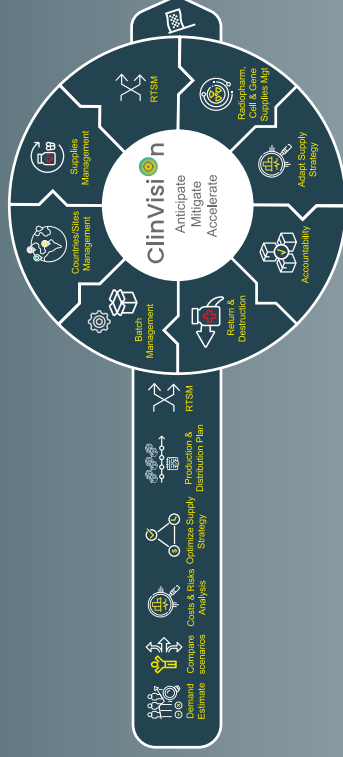 Demand
Estimate
Compare
scenarios
Costs & Risks
Analysis
Optimize Supply
Strategy
Production &
Distribution Plan
RTSM
Batch
Management
Countries/Sites
Management
Supplies
Management
RTSM
Radiopharm,
Cell & Gene
Supplies Mgt
Adapt Supply
Strategy
Accountability
Return &
Destruction
ClinVision
Anticipate
Mitigate
Accelerate